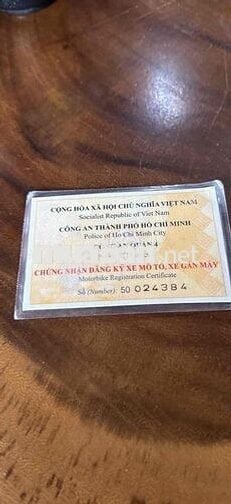 CỘNG HÒA XÃ HỘI CHỦ NGHĨA VIỆT NAM
Socialist Republic of Viet Nam
CÔNG AN THÀNH PHỐ HỒ CHÍ MINH
Police of Ho Chi Minh City
QUẬN 4
CHỨNG NHẬN ĐĂNG KÝ XE MÔ TÔ, XE GẮN MÁY
Motorbike Registration Certificate
Số (Number): 50 024384